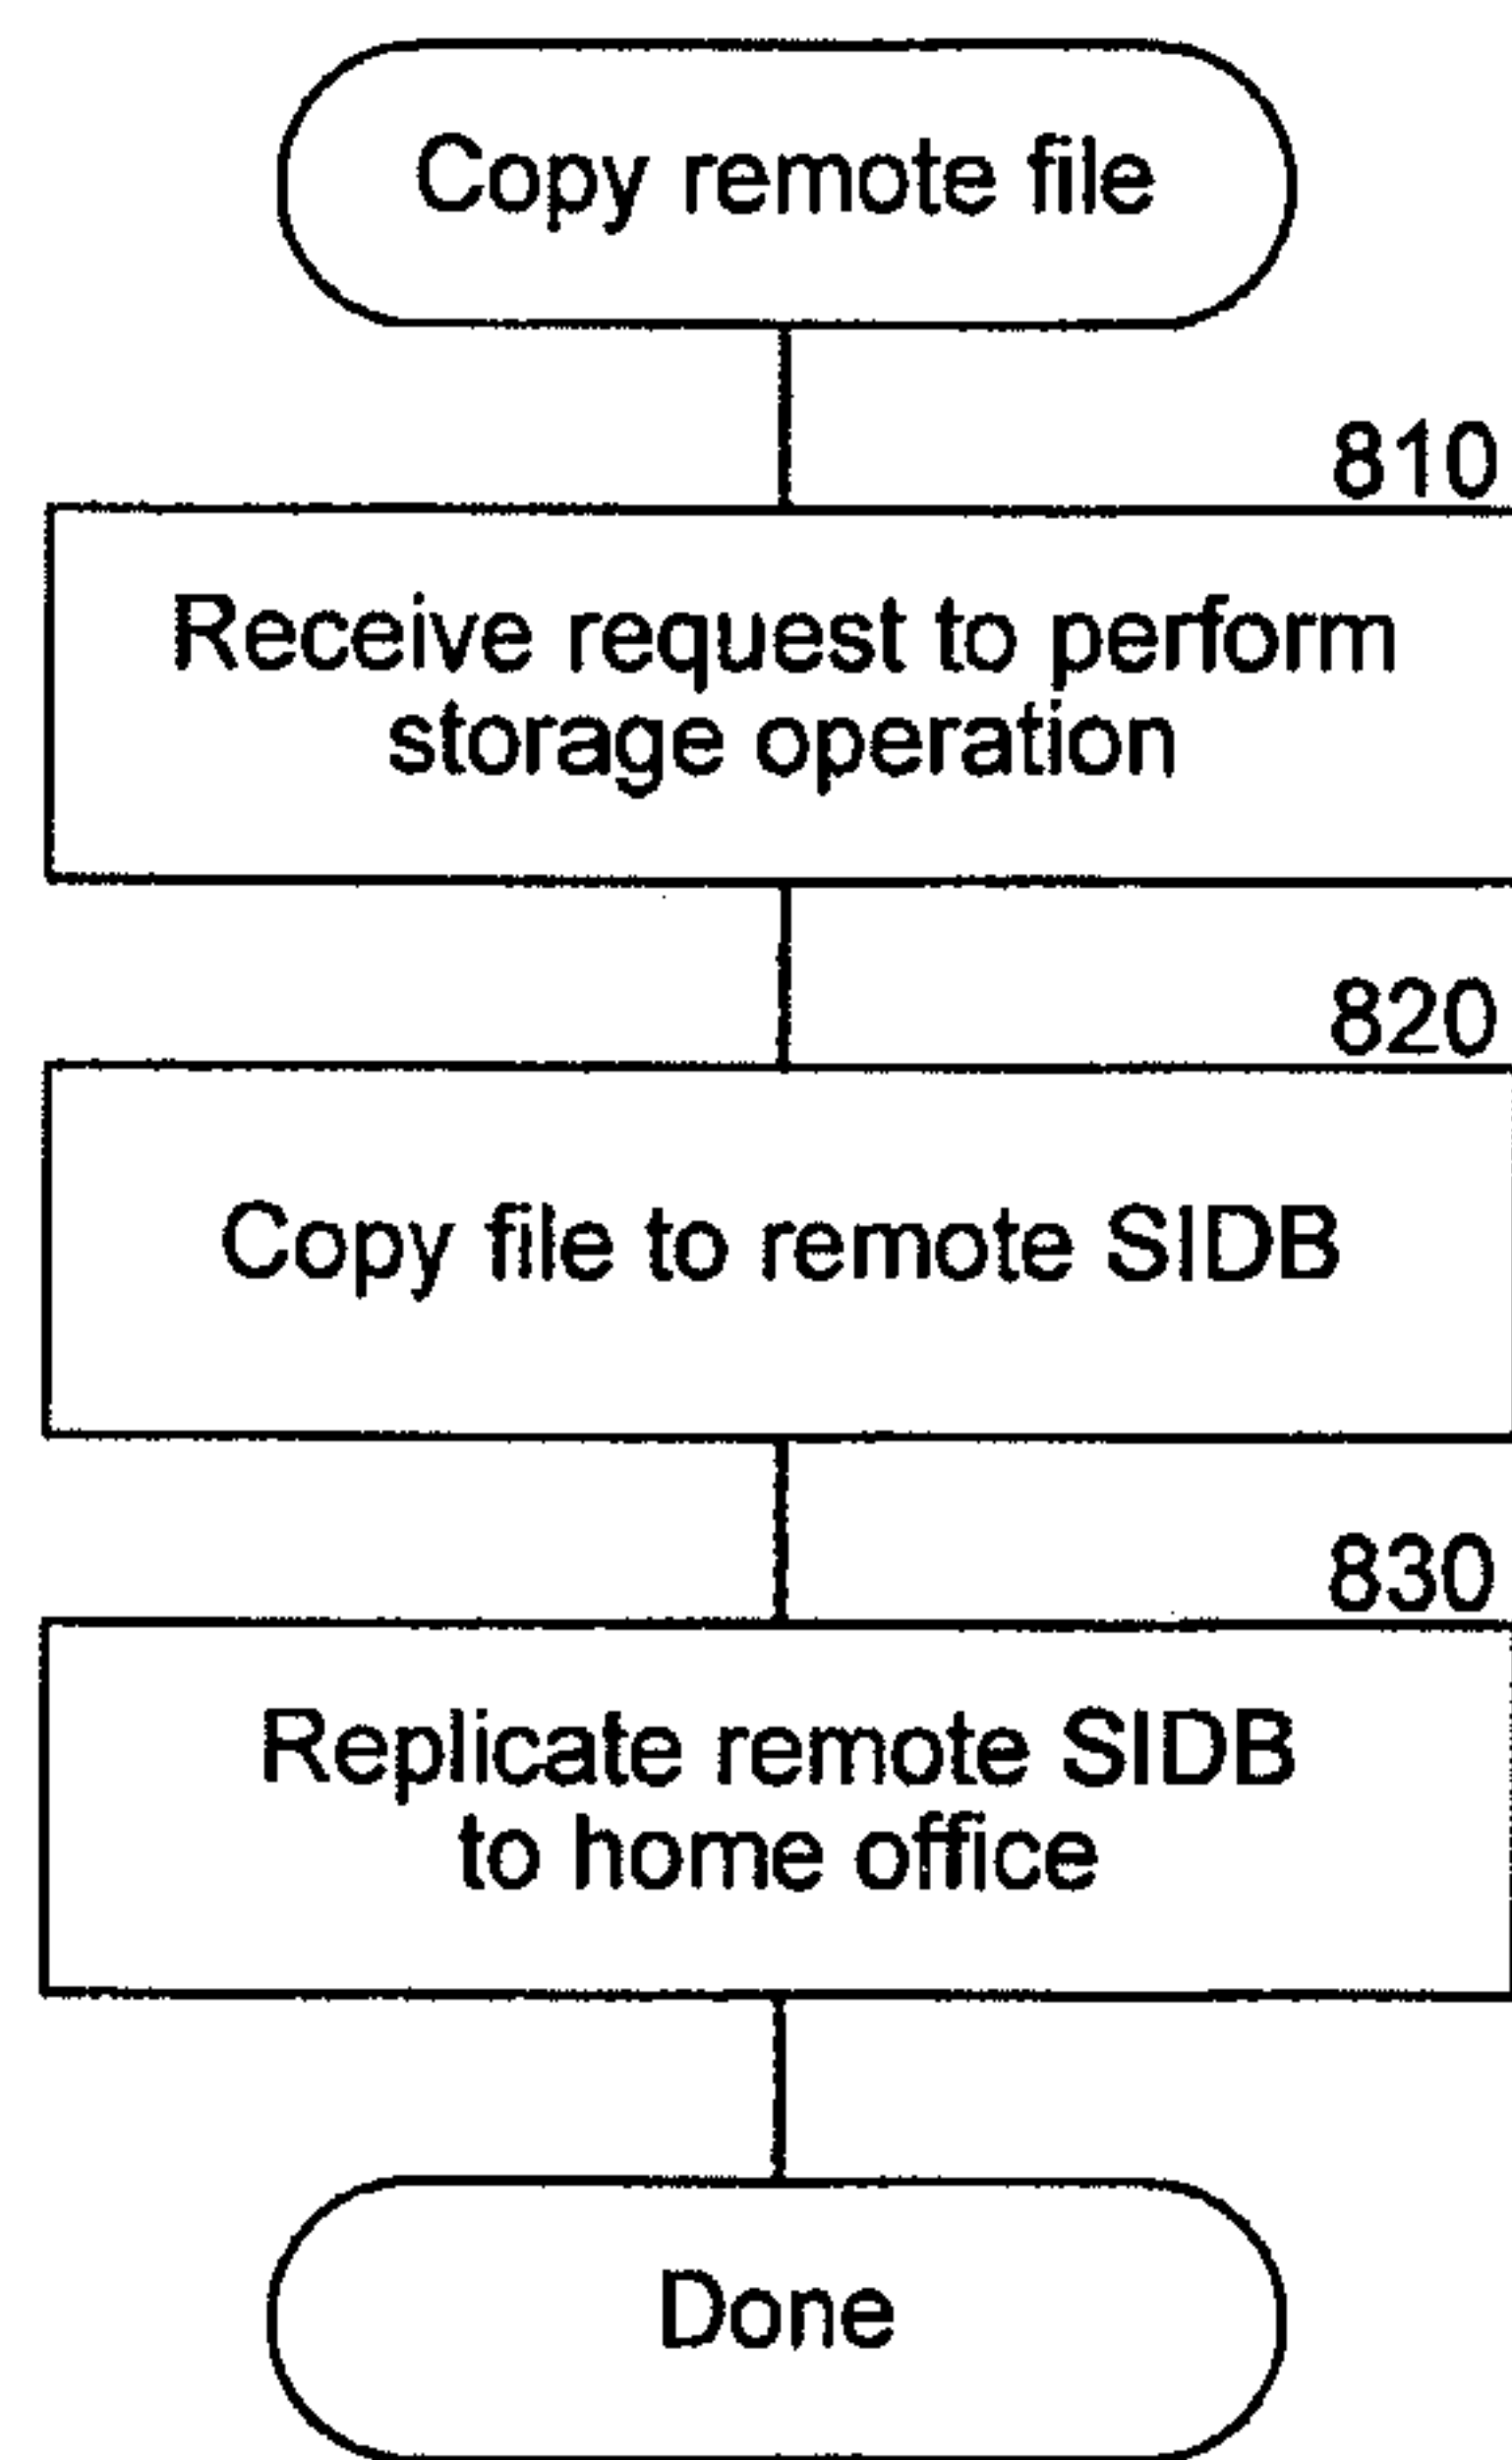 Copy remote file
810
Receive request to perform
storage operation
820
Copy file to remote SIDB
830
Replicate remote SIDB
to home office
Done